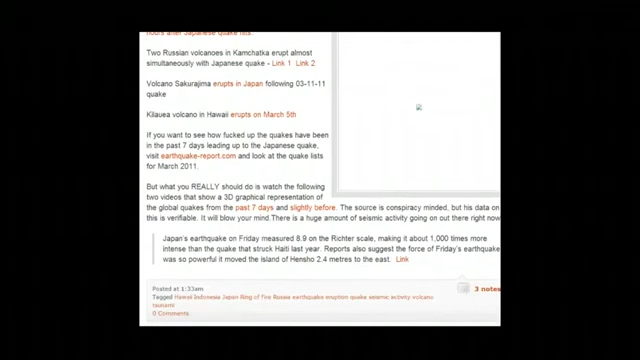 hours after Japanese quake hits.
Two Russian volcanoes in Kamchatka erupt almost
simultaneously with Japanese quake - Link 1 Link 2
Volcano Sakurajima erupts in Japan following 03-11-11
quake
Kilauea volcano in Hawaii erupts on March 5th
If you want to see how fucked up the quakes have been
in the past 7 days leading up to the Japanese quake,
visit earthquake-report.com and look at the quake lists
for March 2011.
But what you REALLY should do is watch the following
two videos that show a 3D graphical representation of
the global quakes from the past 7 days and slightly before. The source is conspiracy minded, but his data on
this is verifiable. It will blow your mind.There is a huge amount of seismic activity going on out there right now
Japan's earthquake on Friday measured 8.9 on the Richter scale, making it about 1,000 times more
intense than the quake that struck Haiti last year. Reports also suggest the force of Friday's earthquake
was so powerful it moved the island of Hensho 2.4 metres to the east. Link
Posted at 1:33am
3 notes
Tagged Hawaii Indonesia Japan Ring of Fire Russia earthquake eruption quake seismic activity volcano
tsunami
0 Comments